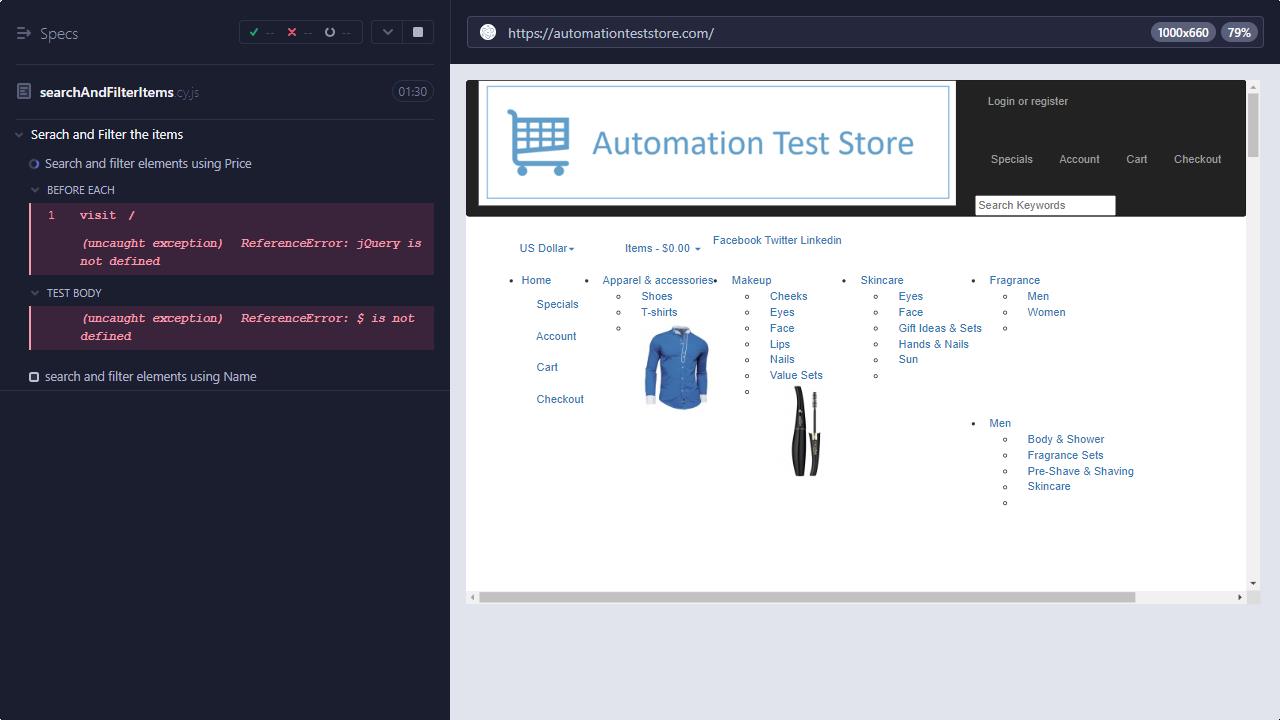 Specs
-- -- --
searchAndFilterItems.cy.js
01:30
Serach and Filter the items
Search and filter elements using Price
BEFORE EACH
1 visit /
(uncaught exception) ReferenceError: jQuery is
not defined
TEST BODY
(uncaught exception) ReferenceError: $ is not
defined
search and filter elements using Name
https://automationteststore.com/
1000x660
79%
Automation Test Store
Login or register
Specials Account Cart Checkout
Search Keywords
US Dollar
Items - $0.00
Facebook Twitter Linkedin
Home
Specials
Account
Cart
Checkout
Apparel & accessories
Shoes
T-shirts
Makeup
Cheeks
Eyes
Face
Lips
Nails
Value Sets
Skincare
Eyes
Face
Gift Ideas & Sets
Hands & Nails
Sun
Fragrance
Men
Women
Men
Body & Shower
Fragrance Sets
Pre-Shave & Shaving
Skincare